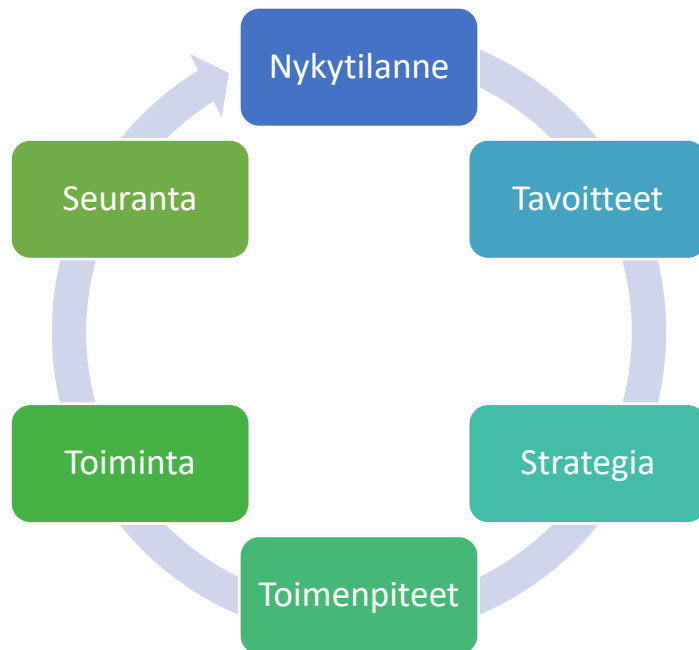 Nykytilanne
Tavoitteet
Strategia
Toimenpiteet
Toiminta
Seuranta